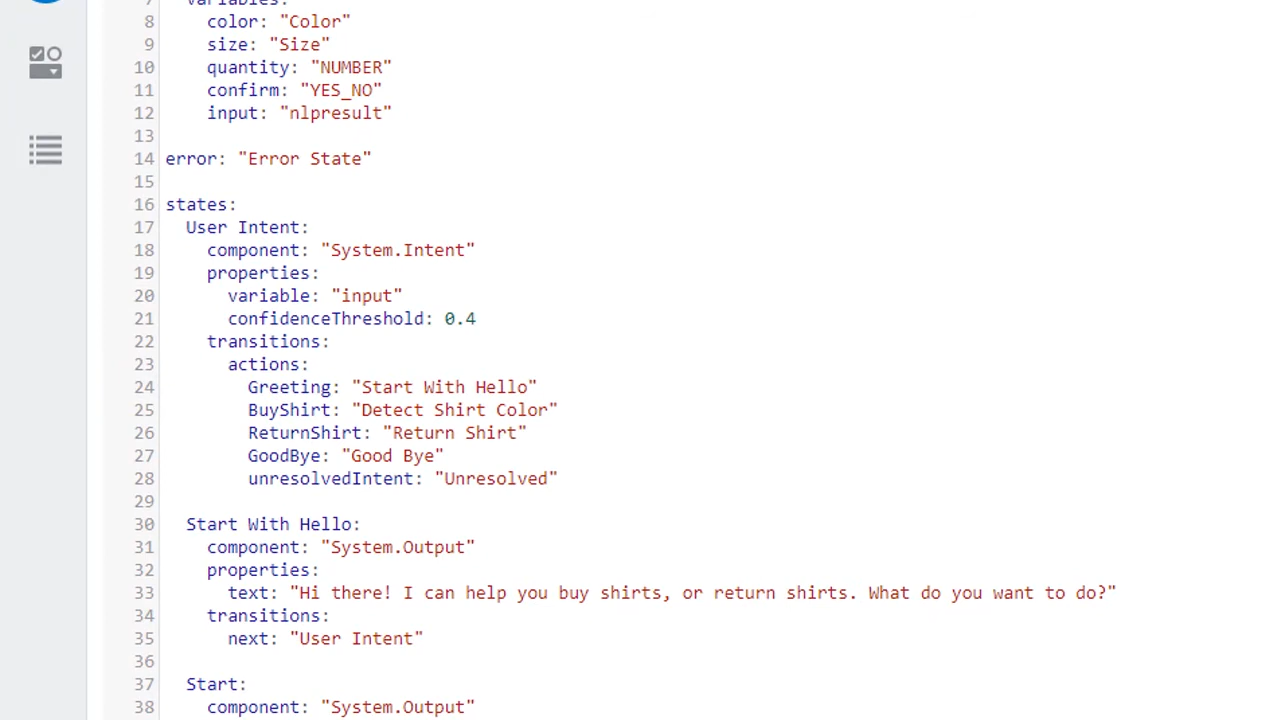 7 variables:
8 color: "Color"
9 size: "Size"
10 quantity: "NUMBER"
11 confirm: "YES_NO"
12 input: "nlpresult"
13
14 error: "Error State"
15
16 states:
17 User Intent:
18 component: "System.Intent"
19 properties:
20 variable: "input"
21 confidenceThreshold: 0.4
22 transitions:
23 actions:
24 Greeting: "Start With Hello"
25 BuyShirt: "Detect Shirt Color"
26 ReturnShirt: "Return Shirt"
27 GoodBye: "Good Bye"
28 unresolvedIntent: "Unresolved"
29
30 Start With Hello:
31 component: "System.Output"
32 properties:
33 text: "Hi there! I can help you buy shirts, or return shirts. What do you want to do?"
34 transitions:
35 next: "User Intent"
36
37 Start:
38 component: "System.Output"